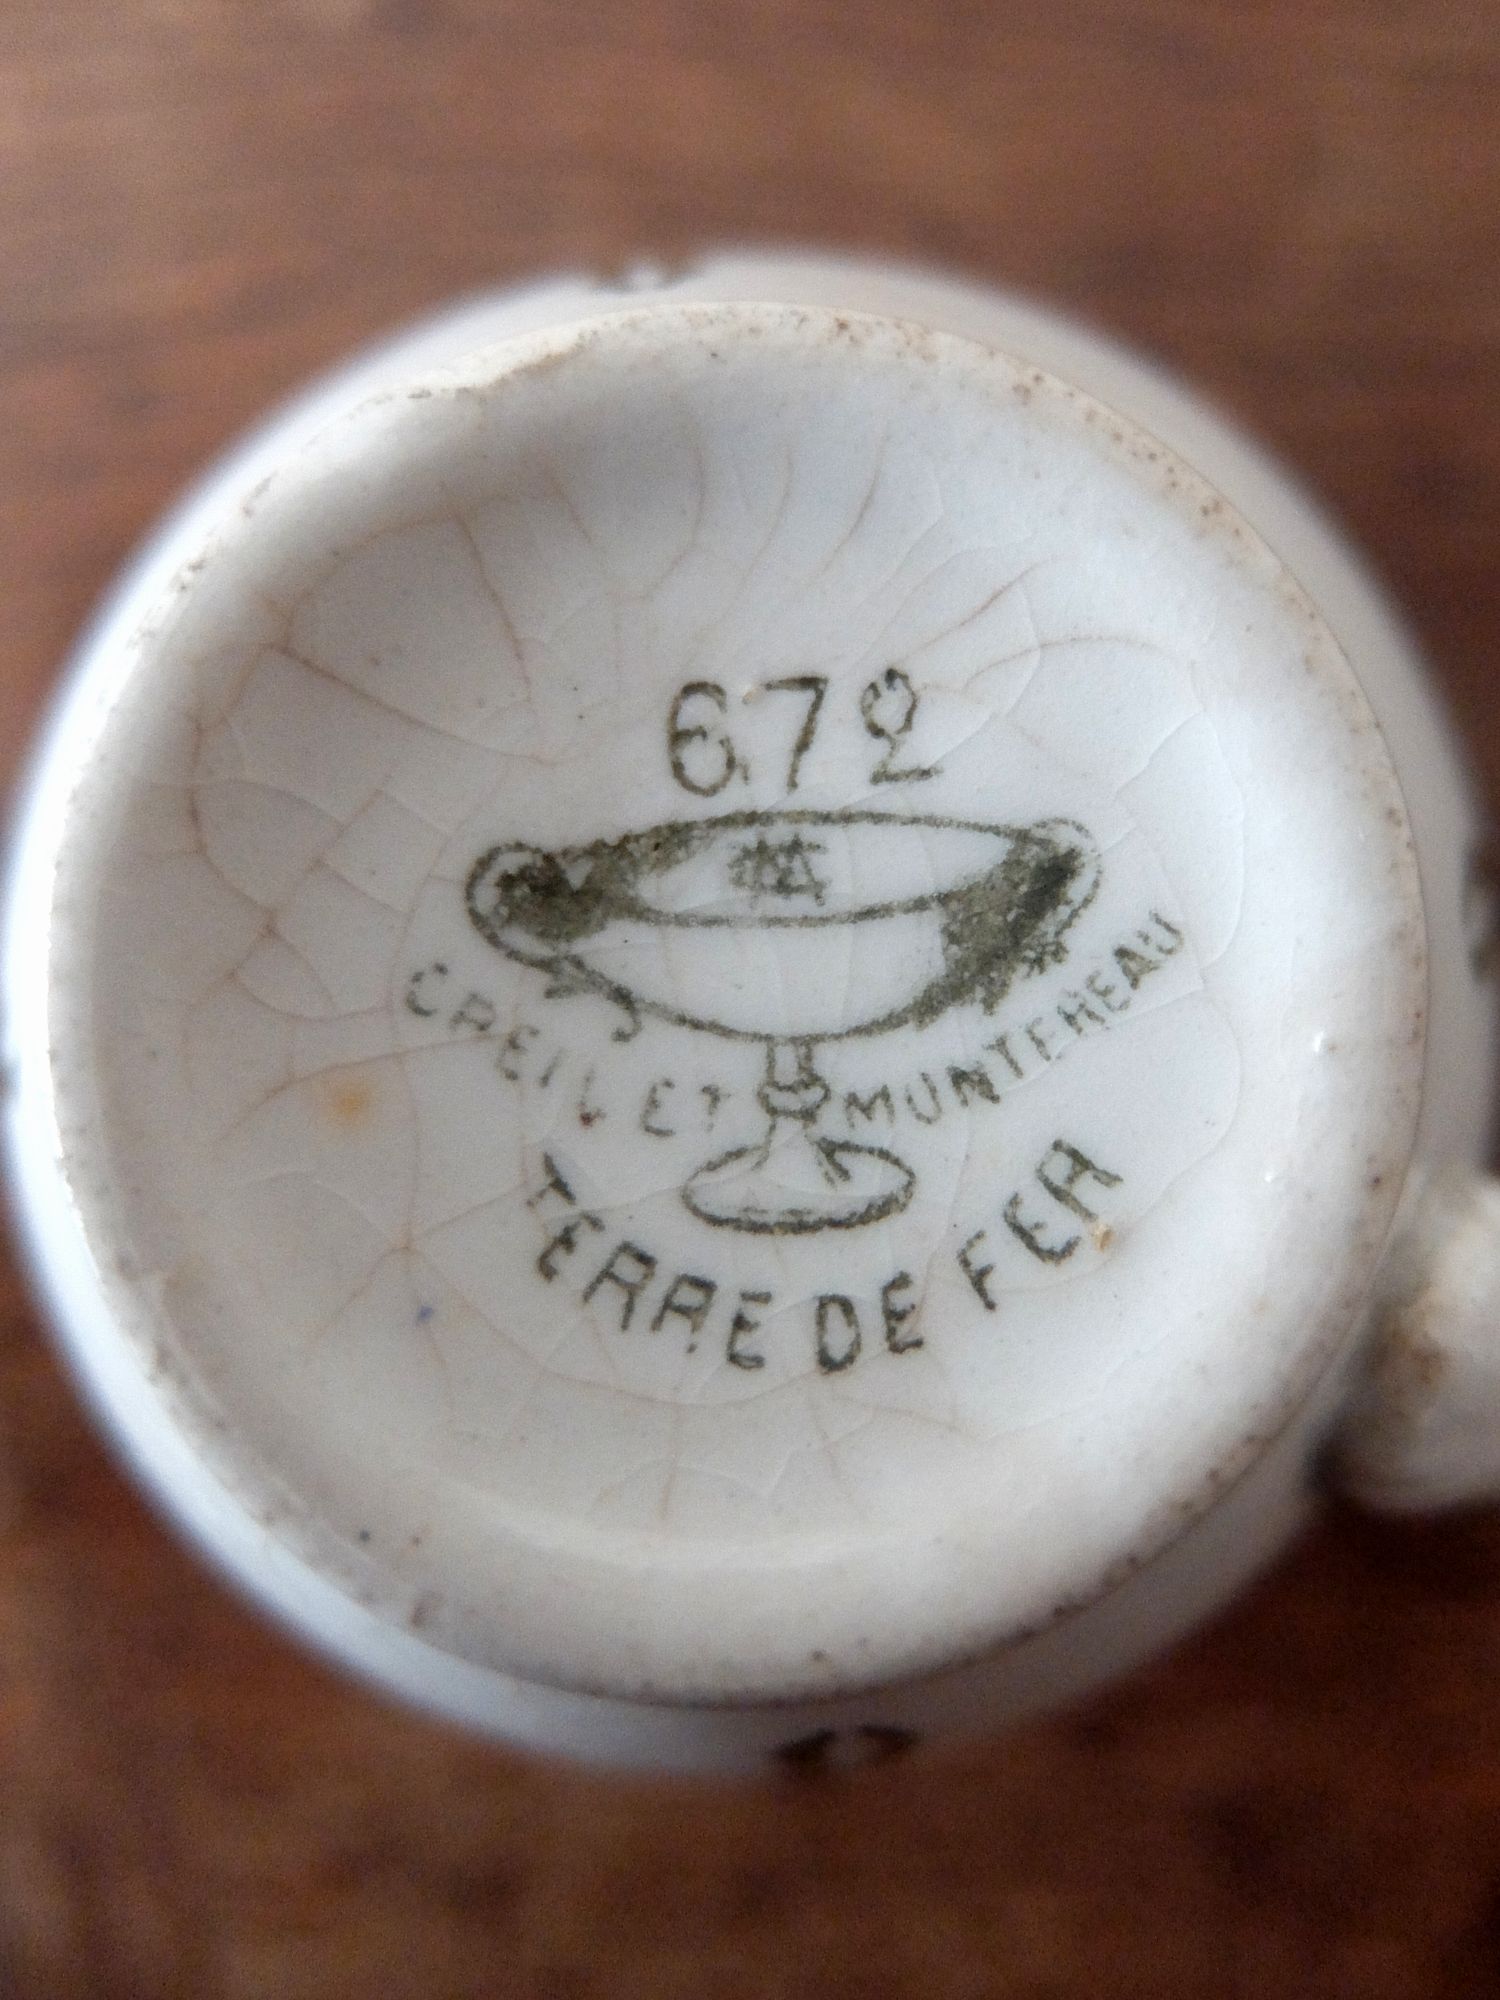 672
CREIL ET MONTEREAU
TERRE DE FER